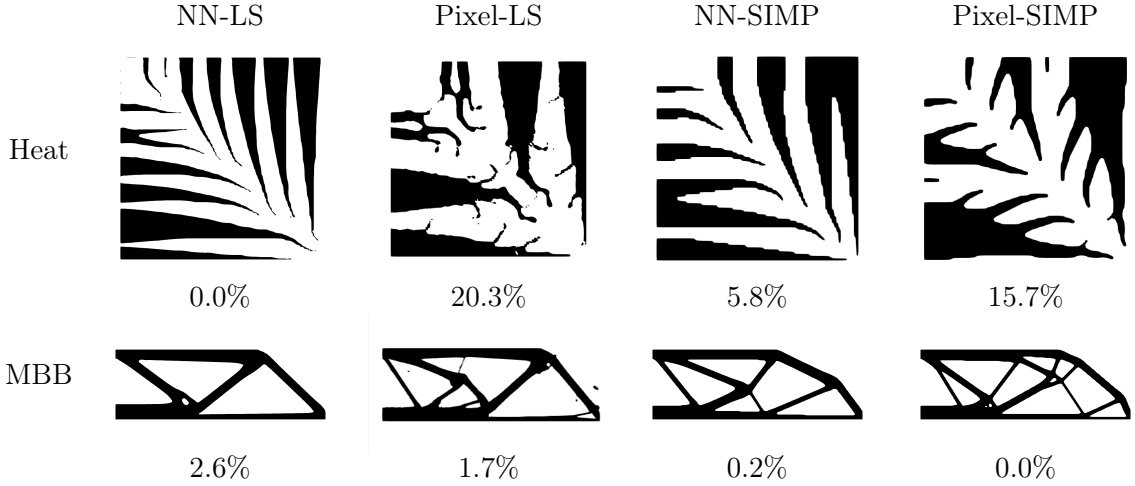 NN-LS Pixel-LS NN-SIMP Pixel-SIMP
Heat
0.0% 20.3% 5.8% 15.7%
MBB
2.6% 1.7% 0.2% 0.0%